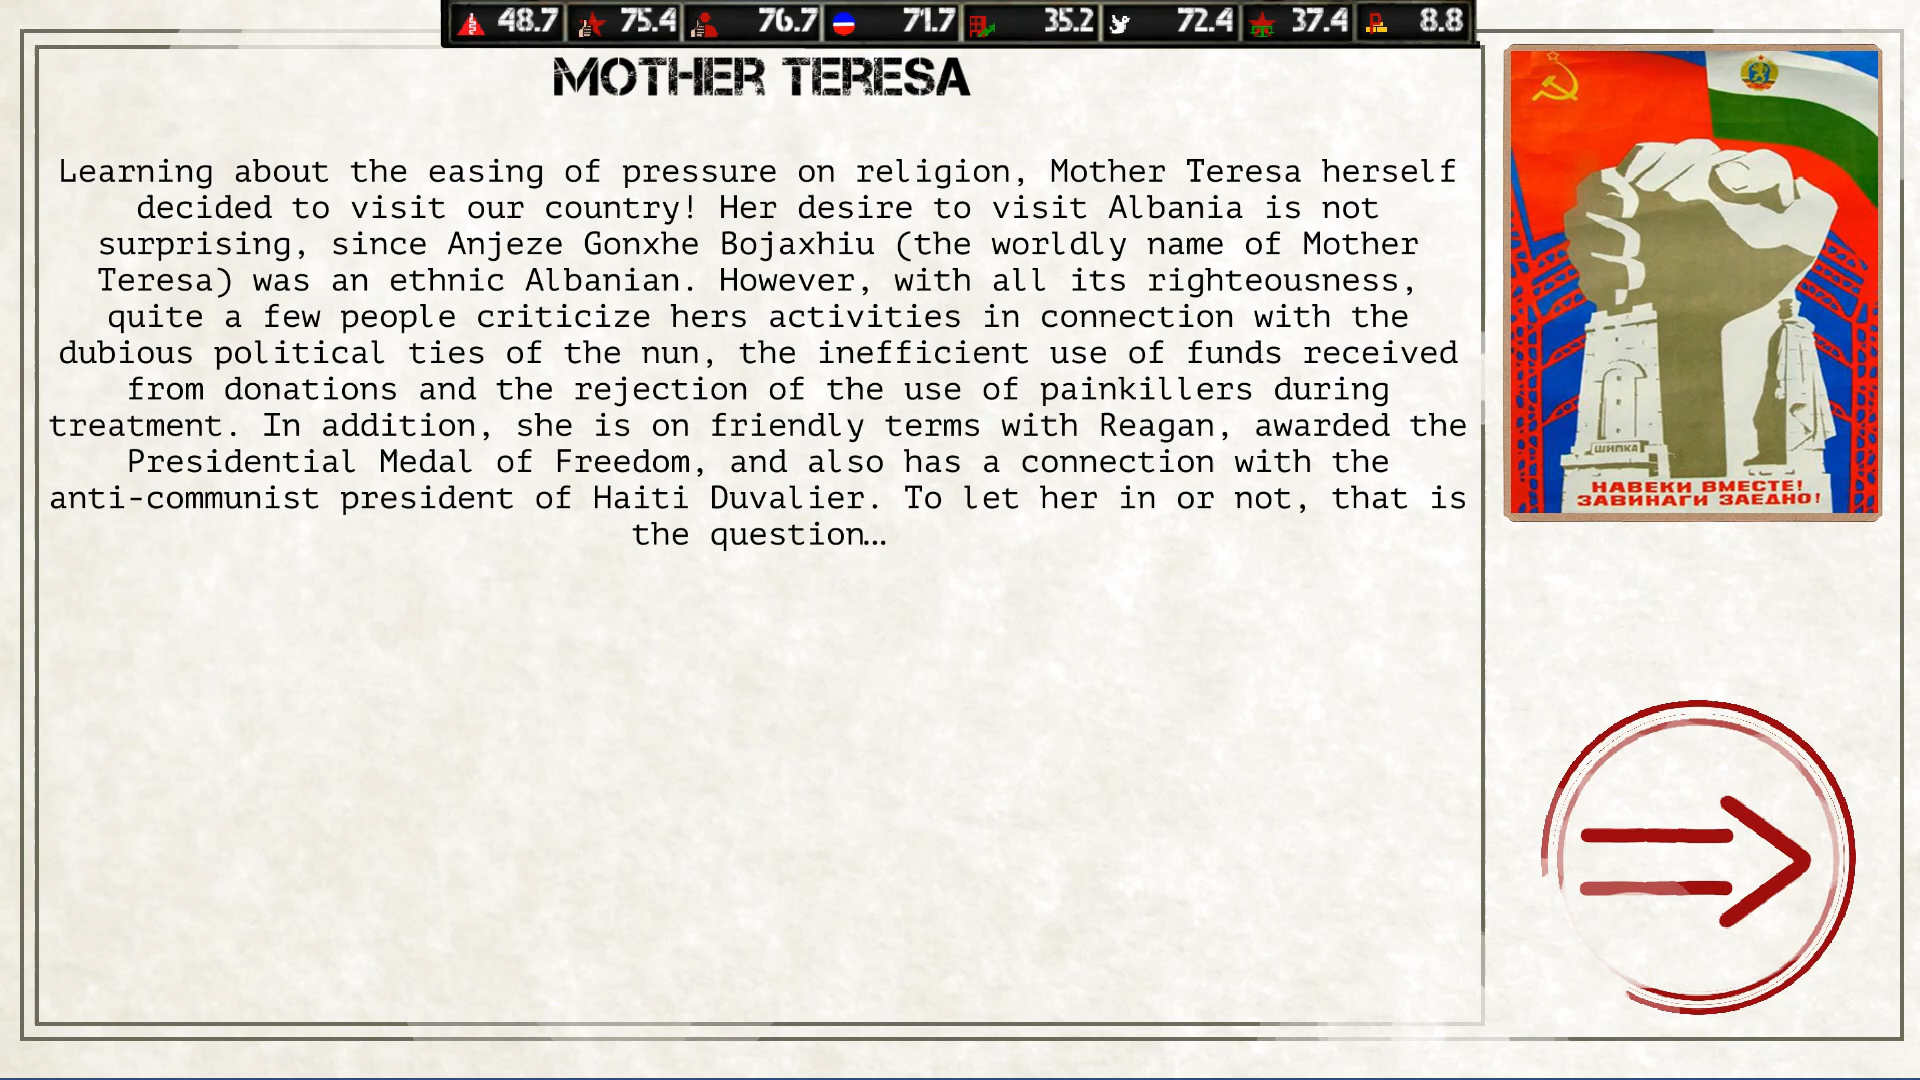 48.7 75.4 76.7 71.7 35.2 72.4 37.4 8.8
MOTHER TERESA
Learning about the easing of pressure on religion, Mother Teresa herself
decided to visit our country! Her desire to visit Albania is not
surprising, since Anjeze Gonxhe Bojaxhiu (the worldly name of Mother
Teresa) was an ethnic Albanian. However, with all its righteousness,
quite a few people criticize hers activities in connection with the
dubious political ties of the nun, the inefficient use of funds received
from donations and the rejection of the use of painkillers during
treatment. In addition, she is on friendly terms with Reagan, awarded the
Presidential Medal of Freedom, and also has a connection with the
anti-communist president of Haiti Duvalier. To let her in or not, that is
the question…
ШИПКА
НАВЕКИ ВМЕСТЕ!
ЗАВИНАГИ ЗАЕДНО!